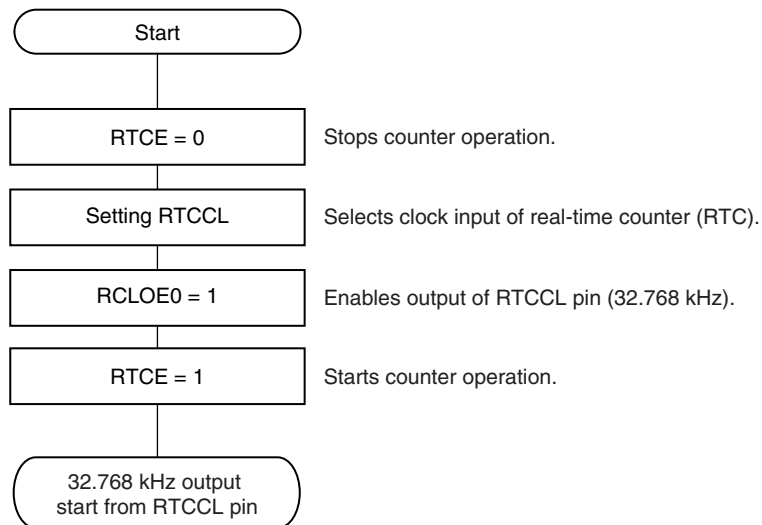 Start
RTCE = 0
Stops counter operation.
Setting RTCCL
Selects clock input of real-time counter (RTC).
RCLOE0 = 1
Enables output of RTCCL pin (32.768 kHz).
RTCE = 1
Starts counter operation.
32.768 kHz output
start from RTCCL pin